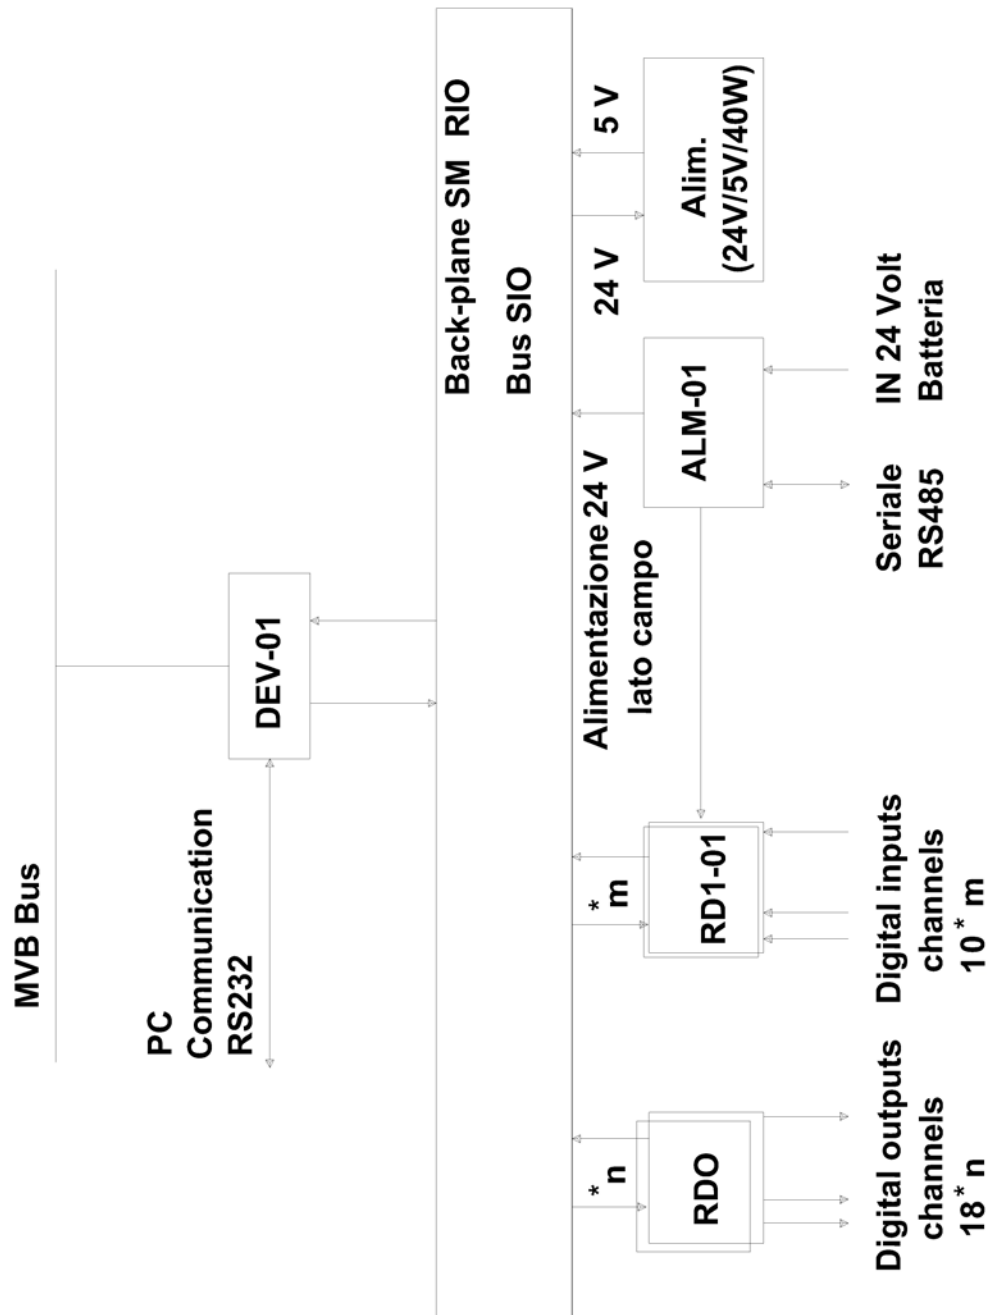 MVB Bus
PC
Communication
RS232
DEV-01
Back-plane SM RIO
Bus SIO
* n
* m
Alimentazione 24 V
lato campo
24 V
5 V
RDO
RD1-01
ALM-01
Alim.
(24V/5V/40W)
Digital outputs
channels
18* n
Digital inputs
channels
10* m
Seriale
RS485
IN 24 Volt
Batteria